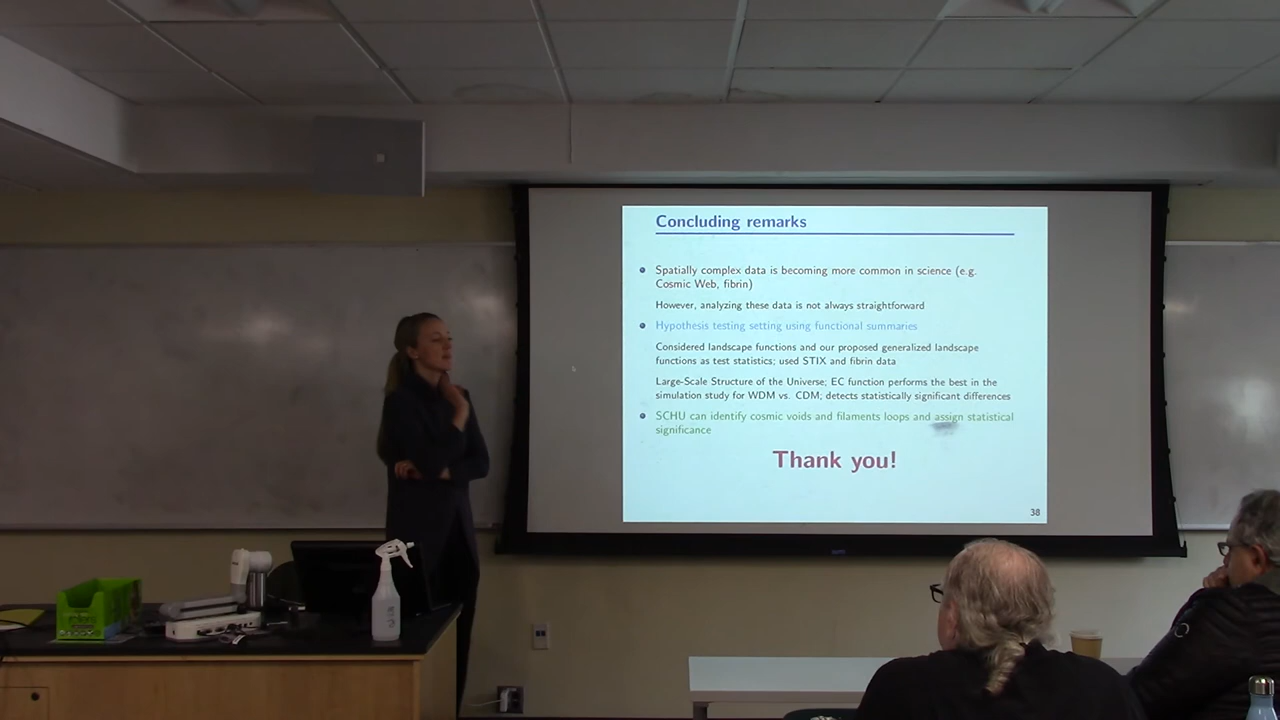 Concluding remarks
Spatially complex data is becoming more common in science (e.g.
Cosmic Web, fibrin)
However, analyzing these data is not always straightforward
Hypothesis testing setting using functional summaries
Considered landscape functions and our proposed generalized landscape
functions as test statistics; used STIX and fibrin data
Large-Scale Structure of the Universe; EC function performs the best in the
simulation study for WDM vs. CDM; detects statistically significant differences
SCHU can identify cosmic voids and filaments loops and assign statistical
significance
Thank you!
38